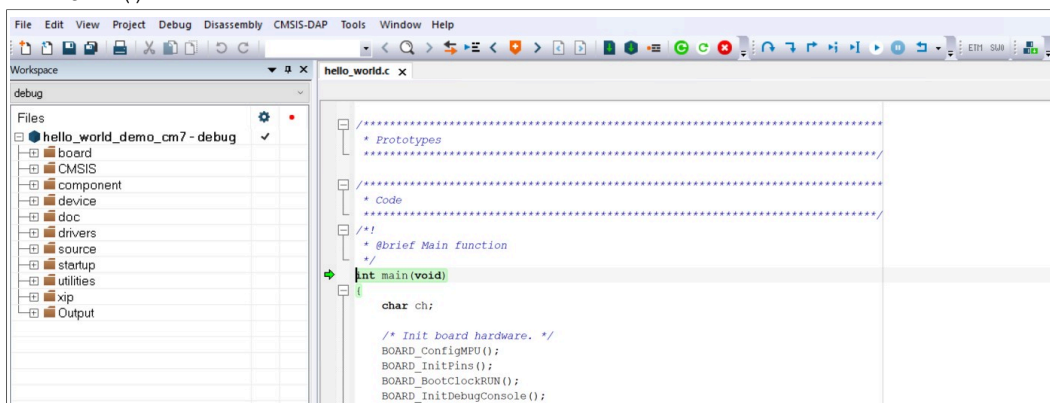 File Edit View Project Debug Disassembly CMSIS-DAP Tools Window Help
ETM SWO
Workspace
hello_world.c x
debug
Files
hello_world_demo_cm7 - debug
board
CMSIS
component
device
doc
drivers
source
startup
utilities
xip
Output
/*******************************************************************************
* Prototypes
******************************************************************************/
/*******************************************************************************
* Code
******************************************************************************/
/*!
* @brief Main function
*/
int main(void)
{
char ch;
/* Init board hardware. */
BOARD_ConfigMPU();
BOARD_InitPins();
BOARD_BootClockRUN();
BOARD_InitDebugConsole();